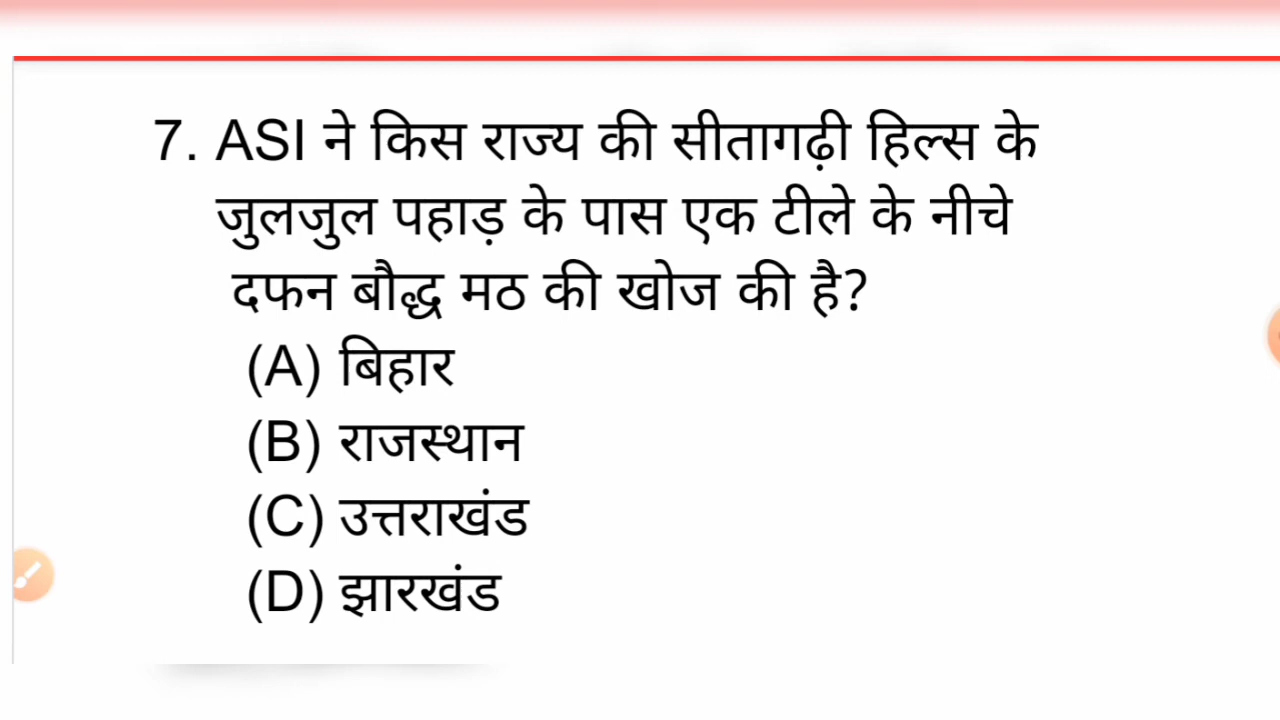 7. ASI ने किस राज्य की सीतागढ़ी हिल्स के
जुलजुल पहाड़ के पास एक टीले के नीचे
दफन बौद्ध मठ की खोज की है?
(A) बिहार
(B) राजस्थान
(C) उत्तराखंड
(D) झारखंड